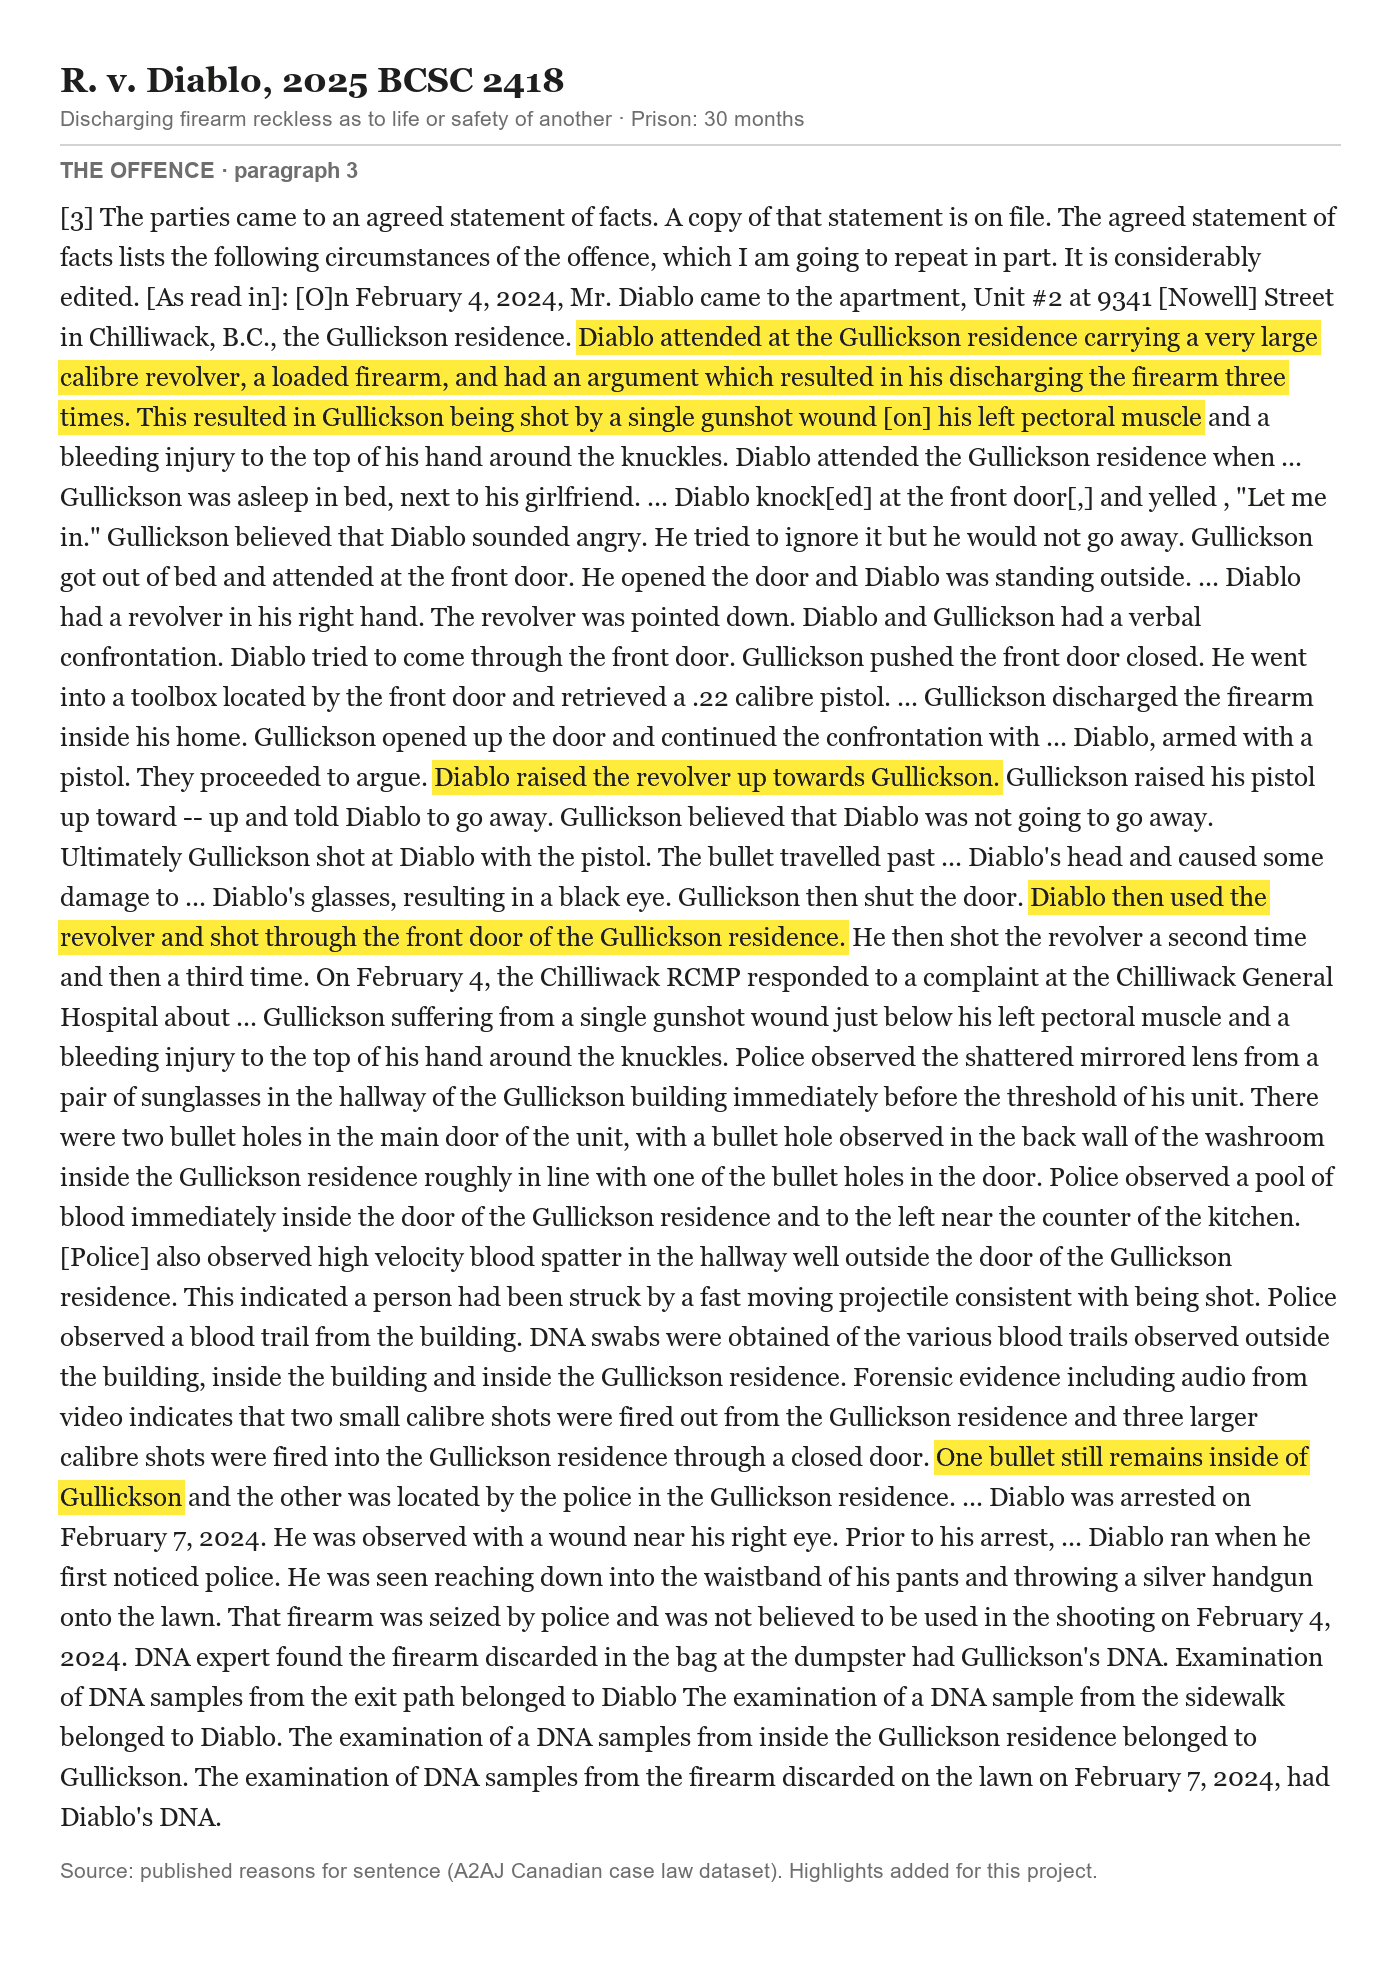 R. v. Diablo, 2025 BCSC 2418
Discharging firearm reckless as to life or safety of another · Prison: 30 months
THE OFFENCE · paragraph 3
[3] The parties came to an agreed statement of facts. A copy of that statement is on file. The agreed statement of
facts lists the following circumstances of the offence, which I am going to repeat in part. It is considerably
edited. [As read in]: [O]n February 4, 2024, Mr. Diablo came to the apartment, Unit #2 at 9341 [Nowell] Street
in Chilliwack, B.C., the Gullickson residence. Diablo attended at the Gullickson residence carrying a very large
calibre revolver, a loaded firearm, and had an argument which resulted in his discharging the firearm three
times. This resulted in Gullickson being shot by a single gunshot wound [on] his left pectoral muscle and a
bleeding injury to the top of his hand around the knuckles. Diablo attended the Gullickson residence when ...
Gullickson was asleep in bed, next to his girlfriend. ... Diablo knock[ed] at the front door[,] and yelled , "Let me
in." Gullickson believed that Diablo sounded angry. He tried to ignore it but he would not go away. Gullickson
got out of bed and attended at the front door. He opened the door and Diablo was standing outside. ... Diablo
had a revolver in his right hand. The revolver was pointed down. Diablo and Gullickson had a verbal
confrontation. Diablo tried to come through the front door. Gullickson pushed the front door closed. He went
into a toolbox located by the front door and retrieved a .22 calibre pistol. ... Gullickson discharged the firearm
inside his home. Gullickson opened up the door and continued the confrontation with ... Diablo, armed with a
pistol. They proceeded to argue. Diablo raised the revolver up towards Gullickson. Gullickson raised his pistol
up toward -- up and told Diablo to go away. Gullickson believed that Diablo was not going to go away.
Ultimately Gullickson shot at Diablo with the pistol. The bullet travelled past ... Diablo's head and caused some
damage to ... Diablo's glasses, resulting in a black eye. Gullickson then shut the door. Diablo then used the
revolver and shot through the front door of the Gullickson residence. He then shot the revolver a second time
and then a third time. On February 4, the Chilliwack RCMP responded to a complaint at the Chilliwack General
Hospital about ... Gullickson suffering from a single gunshot wound just below his left pectoral muscle and a
bleeding injury to the top of his hand around the knuckles. Police observed the shattered mirrored lens from a
pair of sunglasses in the hallway of the Gullickson building immediately before the threshold of his unit. There
were two bullet holes in the main door of the unit, with a bullet hole observed in the back wall of the washroom
inside the Gullickson residence roughly in line with one of the bullet holes in the door. Police observed a pool of
blood immediately inside the door of the Gullickson residence and to the left near the counter of the kitchen.
[Police] also observed high velocity blood spatter in the hallway well outside the door of the Gullickson
residence. This indicated a person had been struck by a fast moving projectile consistent with being shot. Police
observed a blood trail from the building. DNA swabs were obtained of the various blood trails observed outside
the building, inside the building and inside the Gullickson residence. Forensic evidence including audio from
video indicates that two small calibre shots were fired out from the Gullickson residence and three larger
calibre shots were fired into the Gullickson residence through a closed door. One bullet still remains inside of
Gullickson and the other was located by the police in the Gullickson residence. ... Diablo was arrested on
February 7, 2024. He was observed with a wound near his right eye. Prior to his arrest, ... Diablo ran when he
first noticed police. He was seen reaching down into the waistband of his pants and throwing a silver handgun
onto the lawn. That firearm was seized by police and was not believed to be used in the shooting on February 4,
2024. DNA expert found the firearm discarded in the bag at the dumpster had Gullickson's DNA. Examination
of DNA samples from the exit path belonged to Diablo The examination of a DNA sample from the sidewalk
belonged to Diablo. The examination of a DNA samples from inside the Gullickson residence belonged to
Gullickson. The examination of DNA samples from the firearm discarded on the lawn on February 7, 2024, had
Diablo's DNA.
Source: published reasons for sentence (A2AJ Canadian case law dataset). Highlights added for this project.